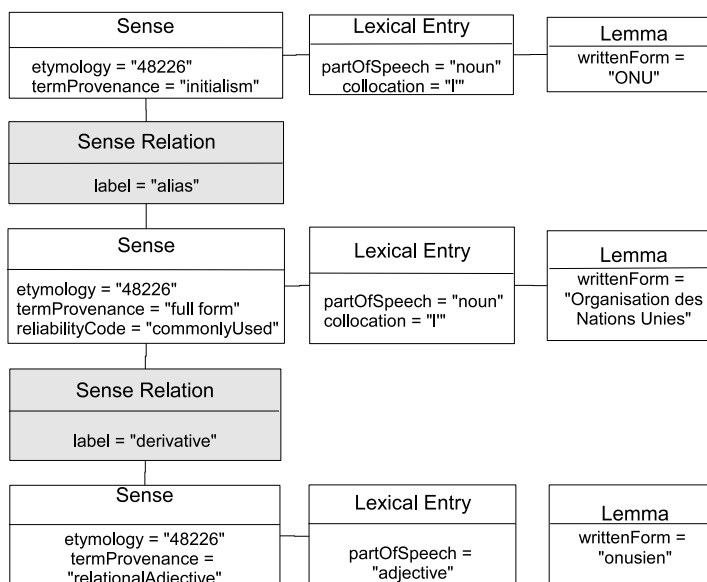 Sense
etymology = "48226"
termProvenance = "initialism"
Lexical Entry
partOfSpeech = "noun"
collocation = "l'"
Lemma
writtenForm =
"ONU"
Sense Relation
label = "alias"
Sense
etymology = "48226"
termProvenance = "full form"
reliabilityCode = "commonlyUsed"
Lexical Entry
partOfSpeech = "noun"
collocation = "l'"
Lemma
writtenForm =
"Organisation des
Nations Unies"
Sense Relation
label = "derivative"
Sense
etymology = "48226"
termProvenance =
"relationalAdjective"
Lexical Entry
partOfSpeech =
"adjective"
Lemma
writtenForm =
"onusien"